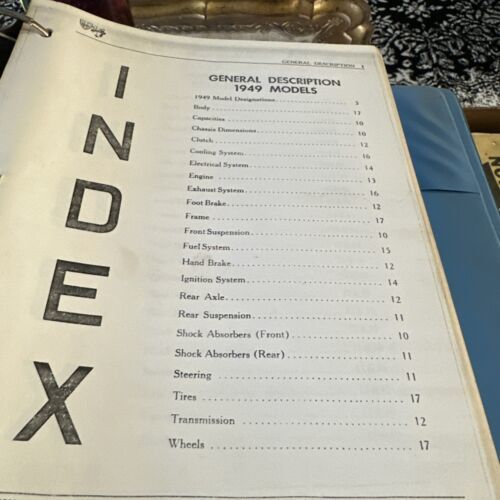 GENERAL DESCRIPTION 1
INDEX
GENERAL DESCRIPTION
1949 MODELS
1949 Model Designations 3
Body 17
Capacities 10
Chassis Dimensions 10
Clutch 12
Cooling System 16
Electrical System 14
Engine 13
Exhaust System 16
Foot Brake 12
Frame 17
Front Suspension 10
Fuel System 15
Hand Brake 12
Ignition System 14
Rear Axle 12
Rear Suspension 11
Shock Absorbers (Front) 10
Shock Absorbers (Rear) 11
Steering 11
Tires 17
Transmission 12
Wheels 17